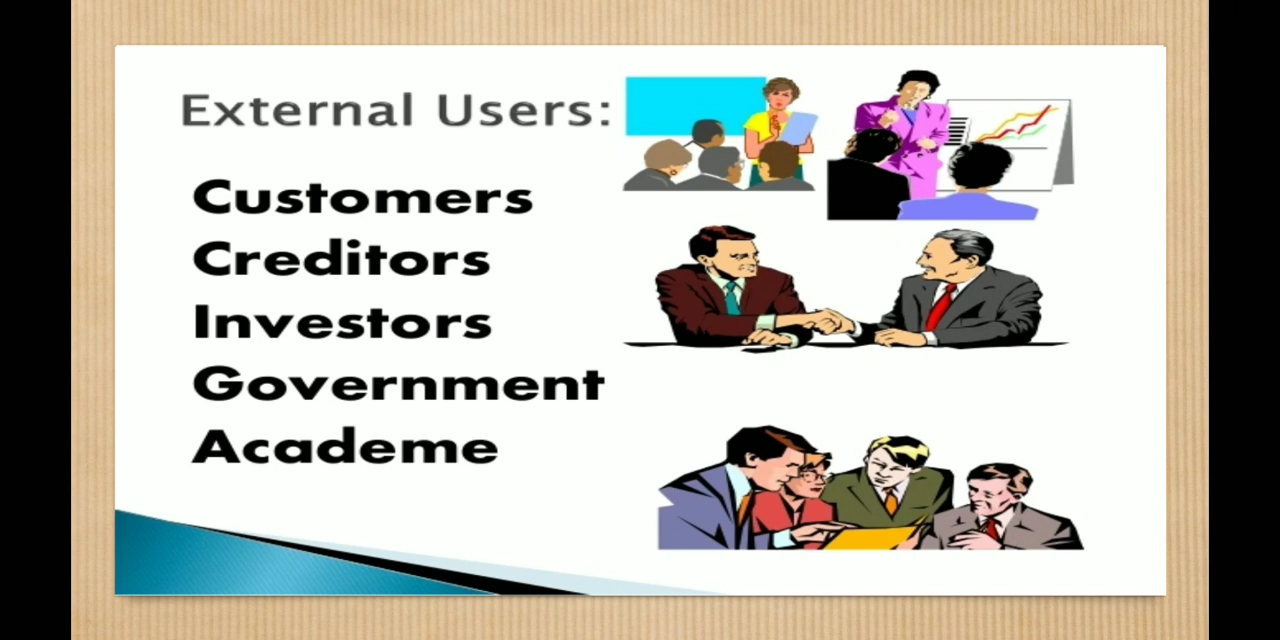 External Users:
Customers
Creditors
Investors
Government
Academe